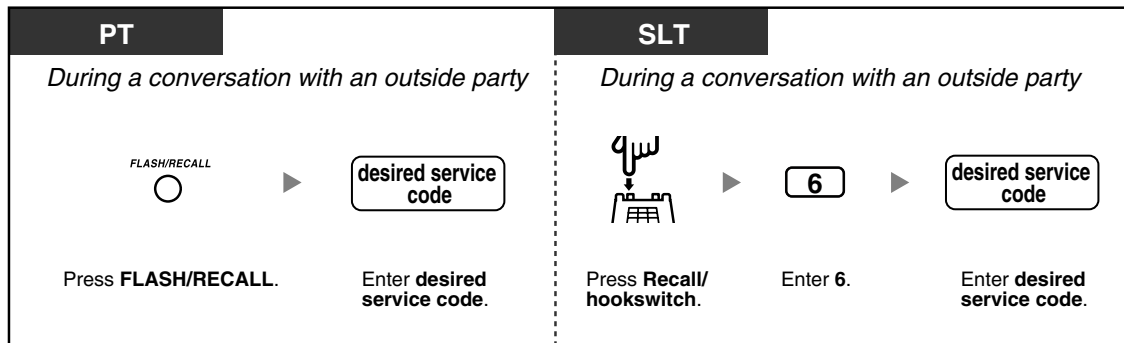 PT
During a conversation with an outside party
FLASH/RECALL
desired service
code
Press FLASH/RECALL.
Enter desired
service code.
SLT
During a conversation with an outside party
6
desired service
code
Press Recall/
hookswitch.
Enter 6.
Enter desired
service code.